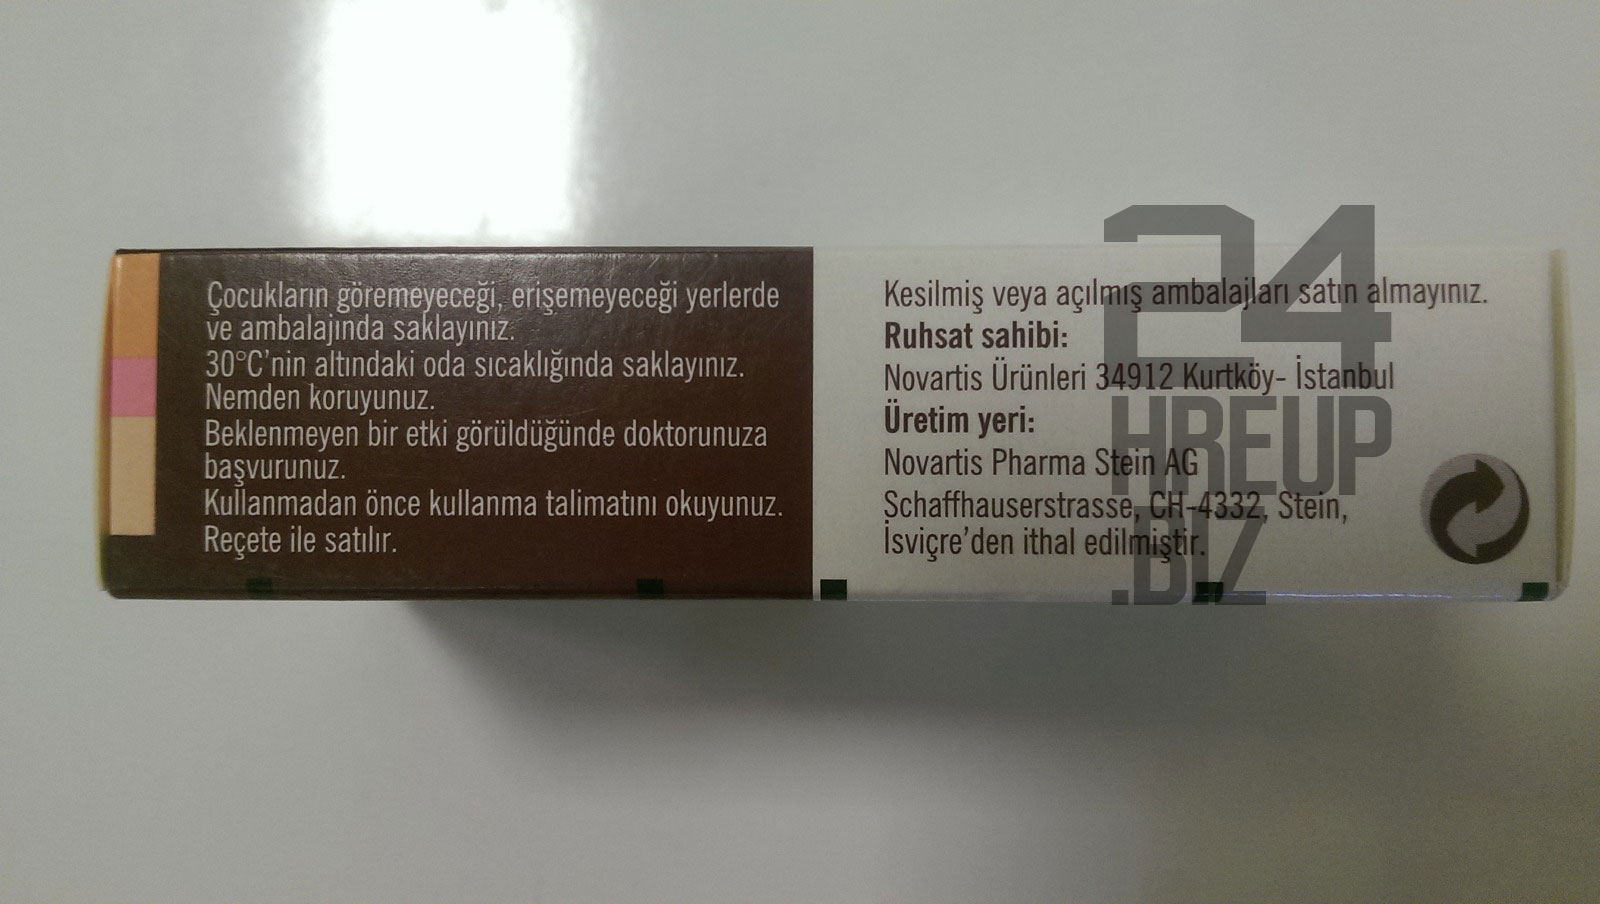 Çocukların göremeyeceği, erişemeyeceği yerlerde
ve ambalajında saklayınız.
30°C'nin altındaki oda sıcaklığında saklayınız.
Nemden koruyunuz.
Beklenmeyen bir etki görüldüğünde doktorunuza
başvurunuz.
Kullanmadan önce kullanma talimatını okuyunuz.
Reçete ile satılır.
Kesilmiş veya açılmış ambalajları satın almayınız.
Ruhsat sahibi:
Novartis Ürünleri 34912 Kurtköy- İstanbul
Üretim yeri:
Novartis Pharma Stein AG
Schaffhauserstrasse, CH-4332, Stein,
İsviçre'den ithal edilmiştir.
24
HREUP
.BIZ